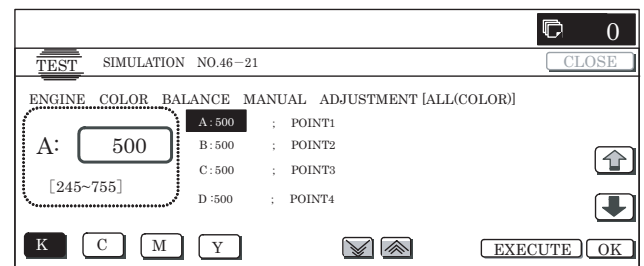 0
TEST SIMULATION NO.46-21 CLOSE
ENGINE COLOR BALANCE MANUAL ADJUSTMENT [ALL(COLOR)]
A: 500
[245~755]
A:500 ; POINT1
B:500 ; POINT2
C:500 ; POINT3
D:500 ; POINT4
K C M Y EXECUTE OK